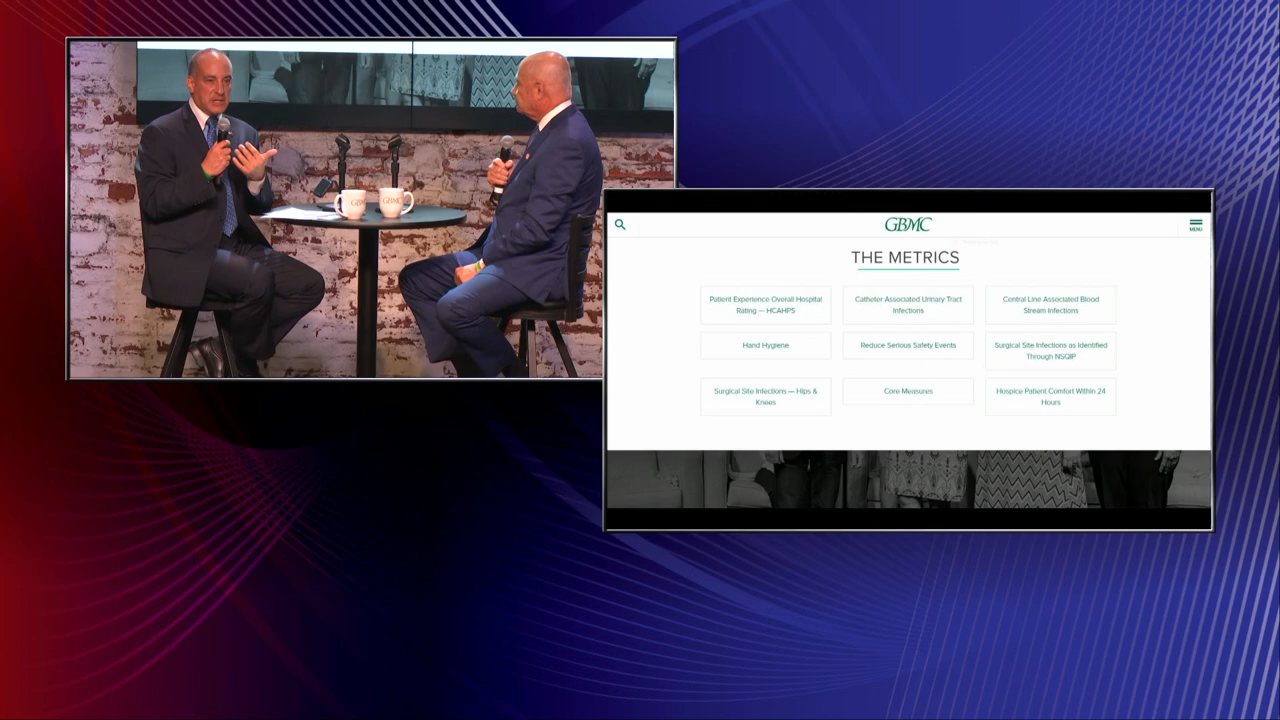 GBMC
GBMC
GBMC
MENU
THE METRICS
Patient Experience Overall Hospital
Rating — HCAHPS
Catheter Associated Urinary Tract
Infections
Central Line Associated Blood
Stream Infections
Hand Hygiene
Reduce Serious Safety Events
Surgical Site Infections as Identified
Through NSQIP
Surgical Site Infections — Hips &
Knees
Core Measures
Hospice Patient Comfort Within 24
Hours